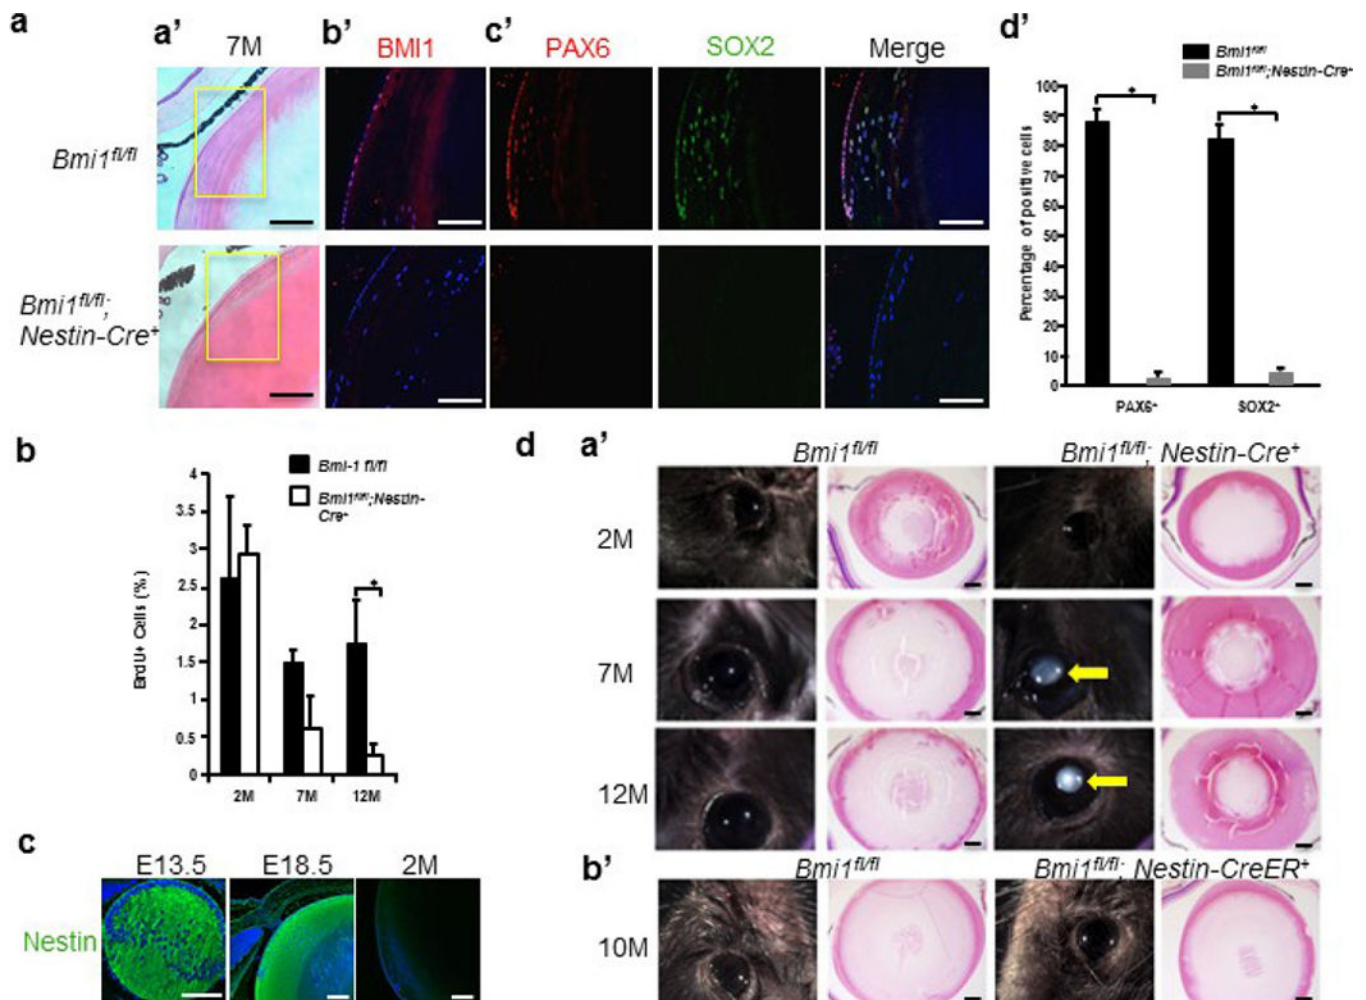 a
a’
7M
b’
BMI1
c’
PAX6
SOX2
Merge
Bmi1fl/fl
Bmi1fl/fl;
Nestin-Cre+
d’
Bmi1fl/fl
Bmi1fl/fl;Nestin-Cre+
Percentage of positive cells
100
90
80
70
60
50
40
30
20
10
0
PAX6+
SOX2+
b
Bmi-1 fl/fl
Bmi1fl/fl;Nestin-
Cre+
*
*
*
BrdU+ Cells (%)
4
3.5
3
2.5
2
1.5
1
0.5
0
2M
7M
12M
c
E13.5
E18.5
2M
Nestin
d
a’
Bmi1fl/fl
Bmi1fl/fl; Nestin-Cre+
2M
7M
12M
b’
Bmi1fl/fl
Bmi1fl/fl; Nestin-CreER+
10M